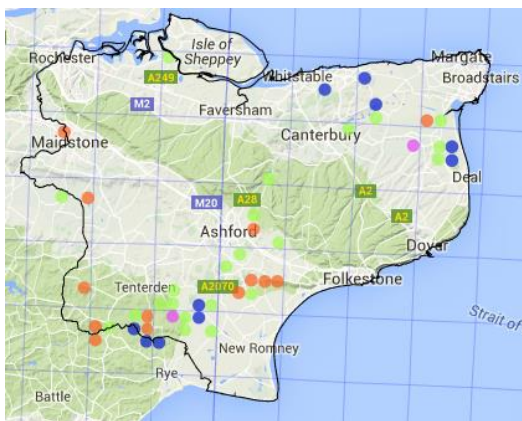 Isle of
Sheppey
Rochester
Margate
A249
Whitstable
Broadstairs
M2
Faversham
Canterbury
Maidstone
Deal
A2
M20
A28
A2
Ashford
Dover
Folkestone
Tenterden
A2070
Strait of
New Romney
Rye
Battle